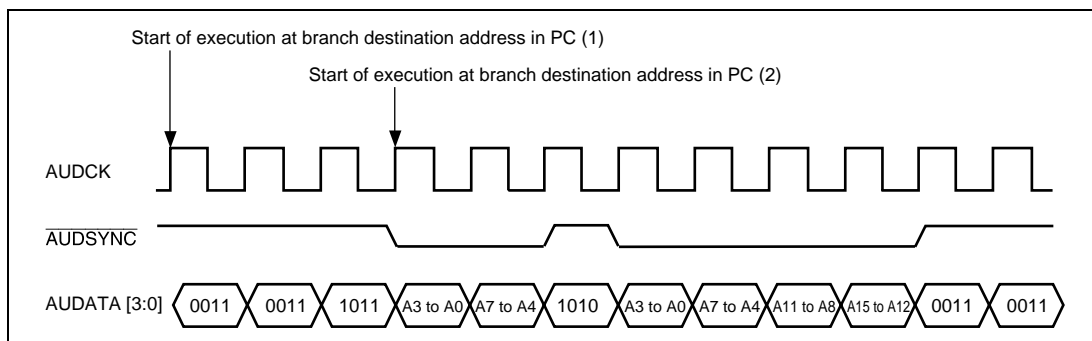 Start of execution at branch destination address in PC (1)
Start of execution at branch destination address in PC (2)
AUDCK
AUDSYNC
AUDATA [3:0] 0011 0011 1011 A3 to A0 A7 to A4 1010 A3 to A0 A7 to A4 A11 to A8 A15 to A12 0011 0011